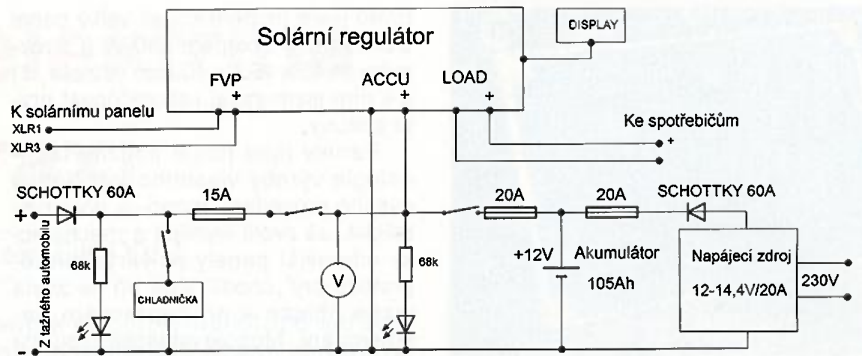 Solární regulátor
DISPLAY
FVP
+
ACCU
+
LOAD
+
K solárnímu panelu
XLR1
XLR3
Ke spotřebičům
+
SCHOTTKY 60A
15A
20A
20A
SCHOTTKY 60A
+
Z tažného automobilu
68k
CHLADNIČKA
V
68k
+12V
Akumulátor
105Ah
Napájecí zdroj
12-14,4V/20A
230V
-